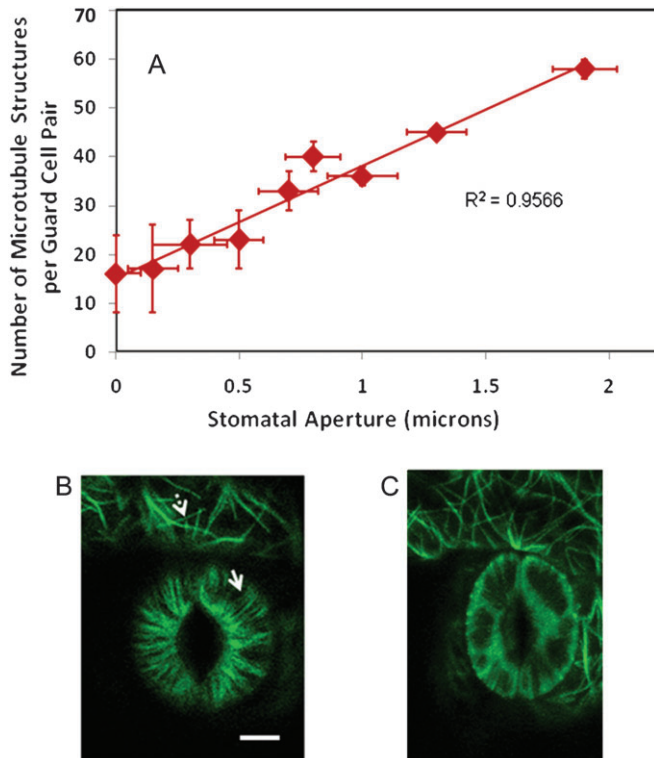 A
Number of Microtubule Structures
per Guard Cell Pair
70
60
50
40
30
20
10
0
R² = 0.9566
0
0.5
1
1.5
2
Stomatal Aperture (microns)
B
C